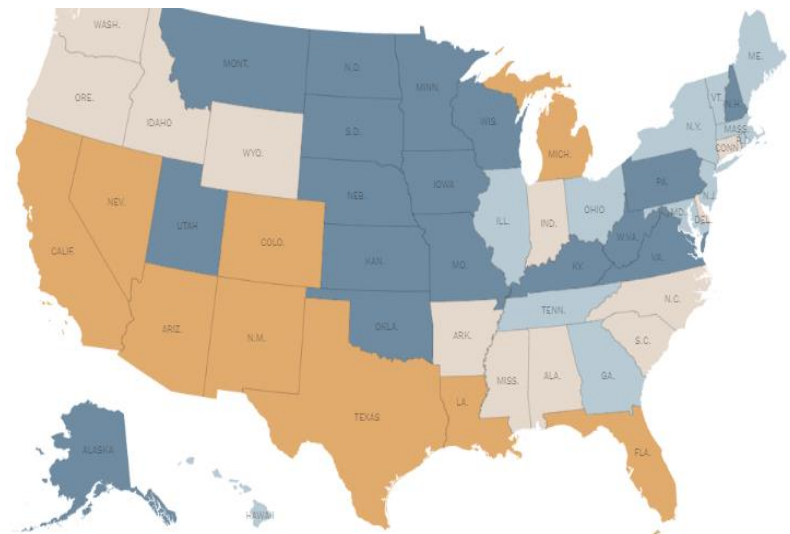 WASH.
MONT.
N.D.
MINN.
ME.
ORE.
IDAHO
WYO.
S.D.
WIS.
MICH.
VT.
N.H.
N.Y.
MASS.
CONN.
NEV.
UTAH
COLO.
NEB.
IOWA
ILL.
IND.
OHIO
PA.
N.J.
MD.
DEL.
CALIF.
KAN.
MO.
KY.
W.VA.
VA.
ARIZ.
N.M.
OKLA.
ARK.
TENN.
N.C.
S.C.
TEXAS
LA.
MISS.
ALA.
GA.
FLA.
ALASKA
HAWAII